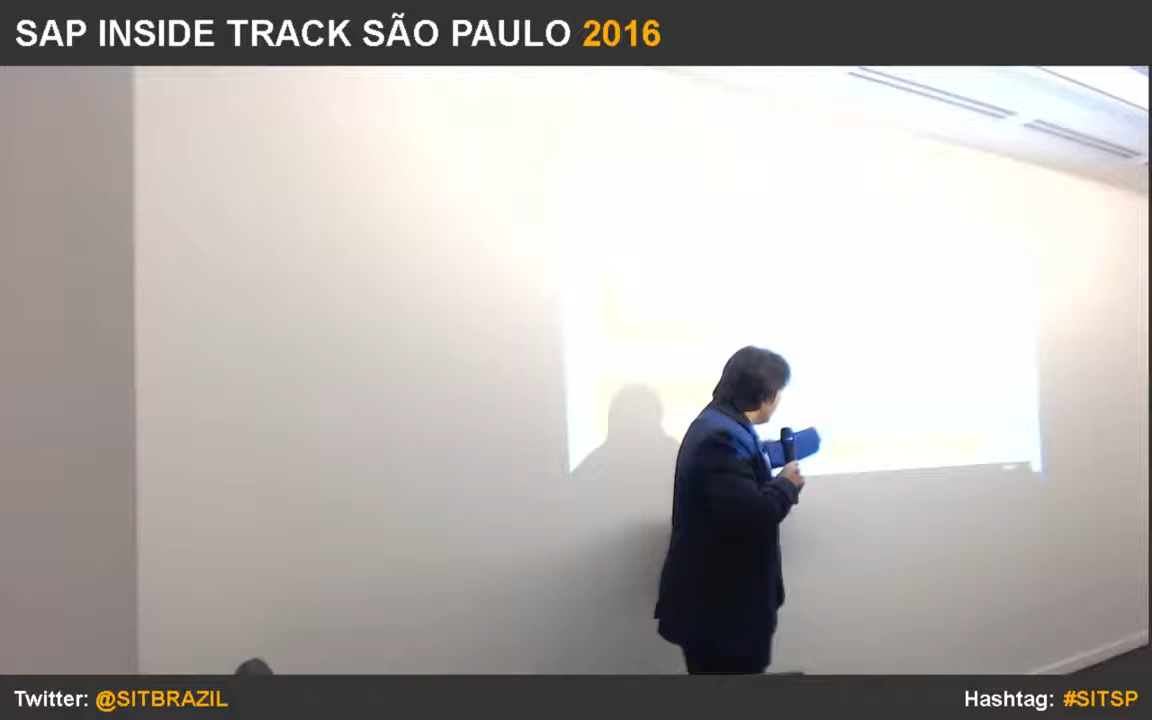 SAP INSIDE TRACK SÃO PAULO 2016
Twitter: @SITBRAZIL
Hashtag: #SITSP